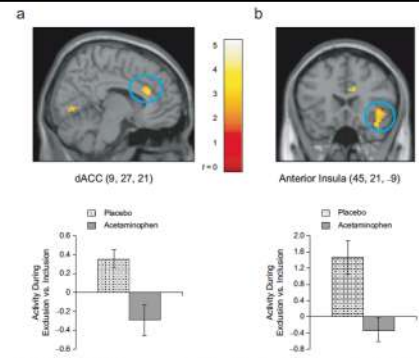 a
b
5
4
3
2
1
t = 0
dACC (9, 27, 21)
Anterior Insula (45, 21, -9)
Placebo
Acetaminophen
Activity During
Exclusion vs. Inclusion
0.6
0.4
0.2
0
-0.2
-0.4
-0.6
Placebo
Acetaminophen
Activity During
Exclusion vs. Inclusion
2.0
1.6
1.2
0.8
0.4
0
-0.4
-0.8